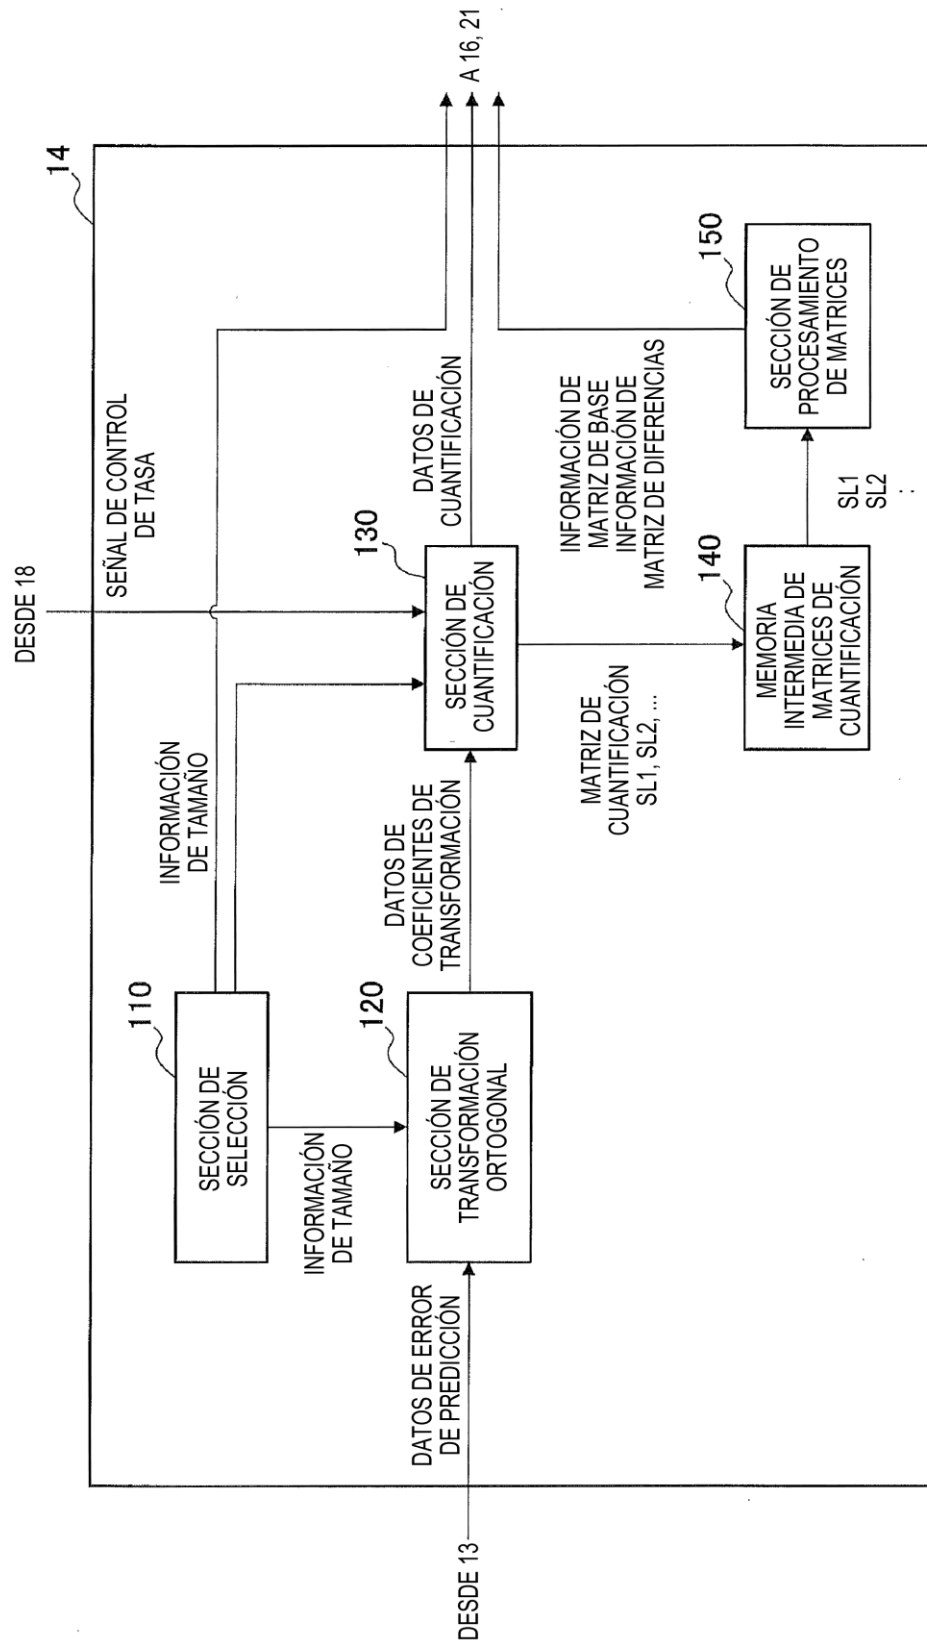 DESDE 18
SEÑAL DE CONTROL
DE TASA
14
INFORMACIÓN
DE TAMAÑO
110
SECCIÓN DE
SELECCIÓN
INFORMACIÓN
DE TAMAÑO
120
SECCIÓN DE
TRANSFORMACIÓN
ORTOGONAL
DESDE 13
DATOS DE ERROR
DE PREDICCIÓN
DATOS DE
COEFICIENTES DE
TRANSFORMACIÓN
130
SECCIÓN DE
CUANTIFICACIÓN
DATOS DE
CUANTIFICACIÓN
A 16, 21
MATRIZ DE
CUANTIFICACIÓN
SL1, SL2, ...
INFORMACIÓN DE
MATRIZ DE BASE
INFORMACIÓN DE
MATRIZ DE DIFERENCIAS
140
MEMORIA
INTERMEDIA DE
MATRICES DE
CUANTIFICACIÓN
SL1
SL2
:
150
SECCIÓN DE
PROCESAMIENTO
DE MATRICES